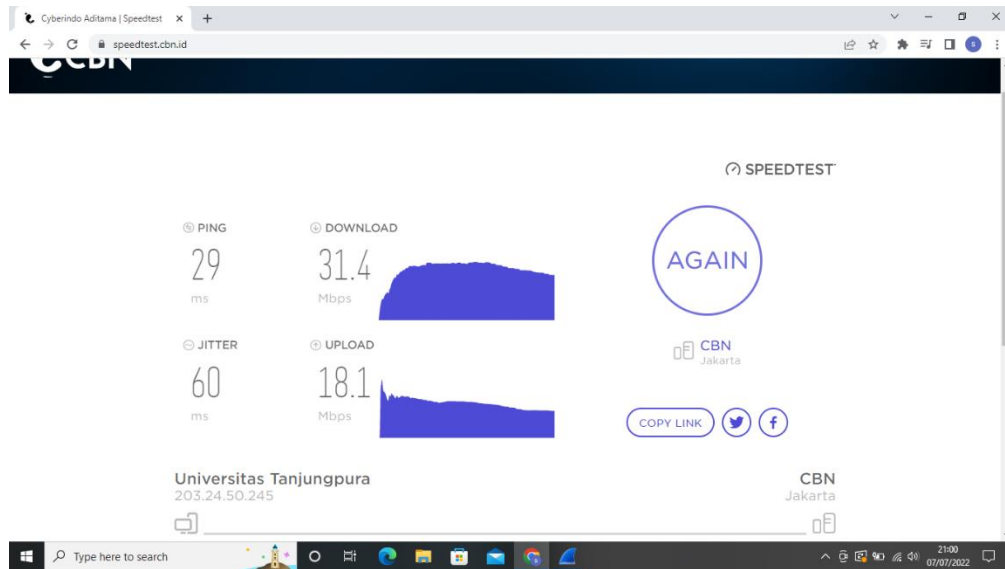 Cyberindo Aditama | Speedtest
speedtest.cbn.id
CBN
SPEEDTEST
PING
29
ms
DOWNLOAD
31.4
Mbps
AGAIN
JITTER
60
ms
UPLOAD
18.1
Mbps
CBN
Jakarta
COPY LINK
Universitas Tanjungpura
203.24.50.245
CBN
Jakarta
Type here to search
21:00
07/07/2022